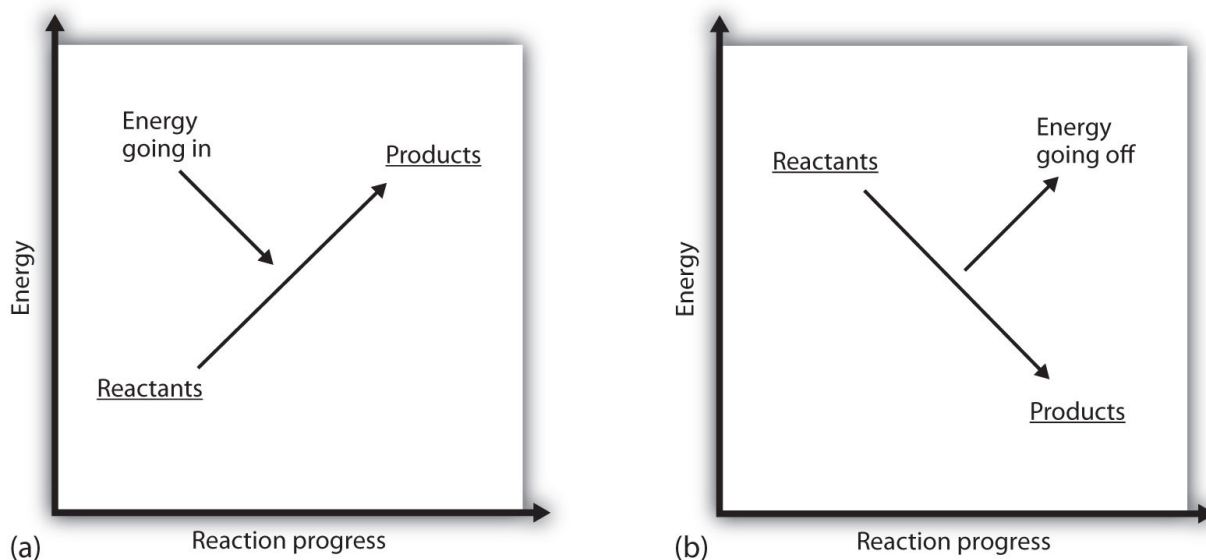 Energy
going in
Products
Energy
Reactants
(a)
Reaction progress
Reactants
Energy
going off
Energy
Products
(b)
Reaction progress